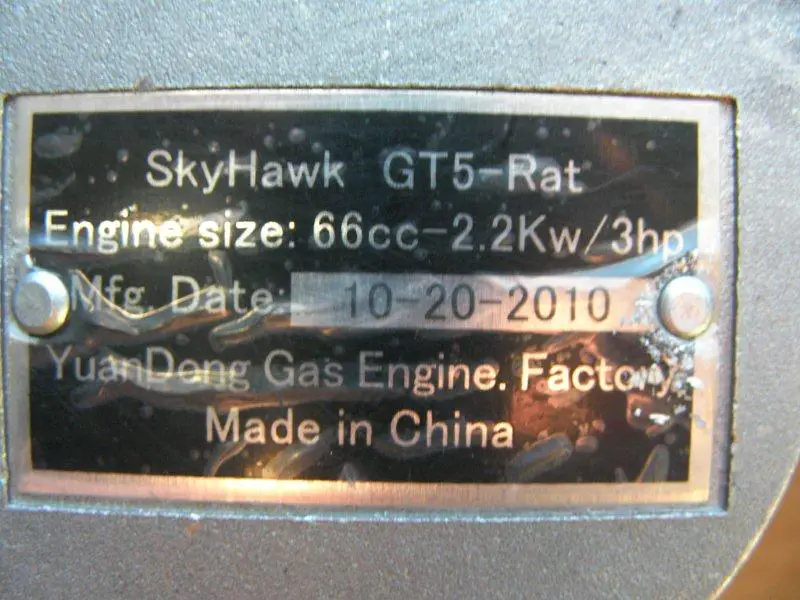 SkyHawk GT5-Rat
Engine size: 66cc-2.2Kw/3hp
Mfg. Date: 10-20-2010
YuanDong Gas Engine. Factory
Made in China